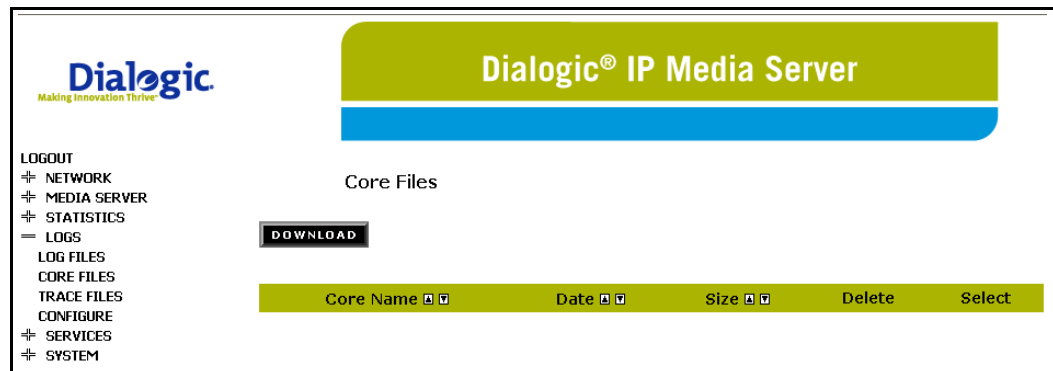 Dialogic.
Making Innovation Thrive™
Dialogic® IP Media Server
LOGOUT
NETWORK
MEDIA SERVER
STATISTICS
LOGS
LOG FILES
CORE FILES
TRACE FILES
CONFIGURE
SERVICES
SYSTEM
Core Files
DOWNLOAD
Core Name Date Size Delete Select